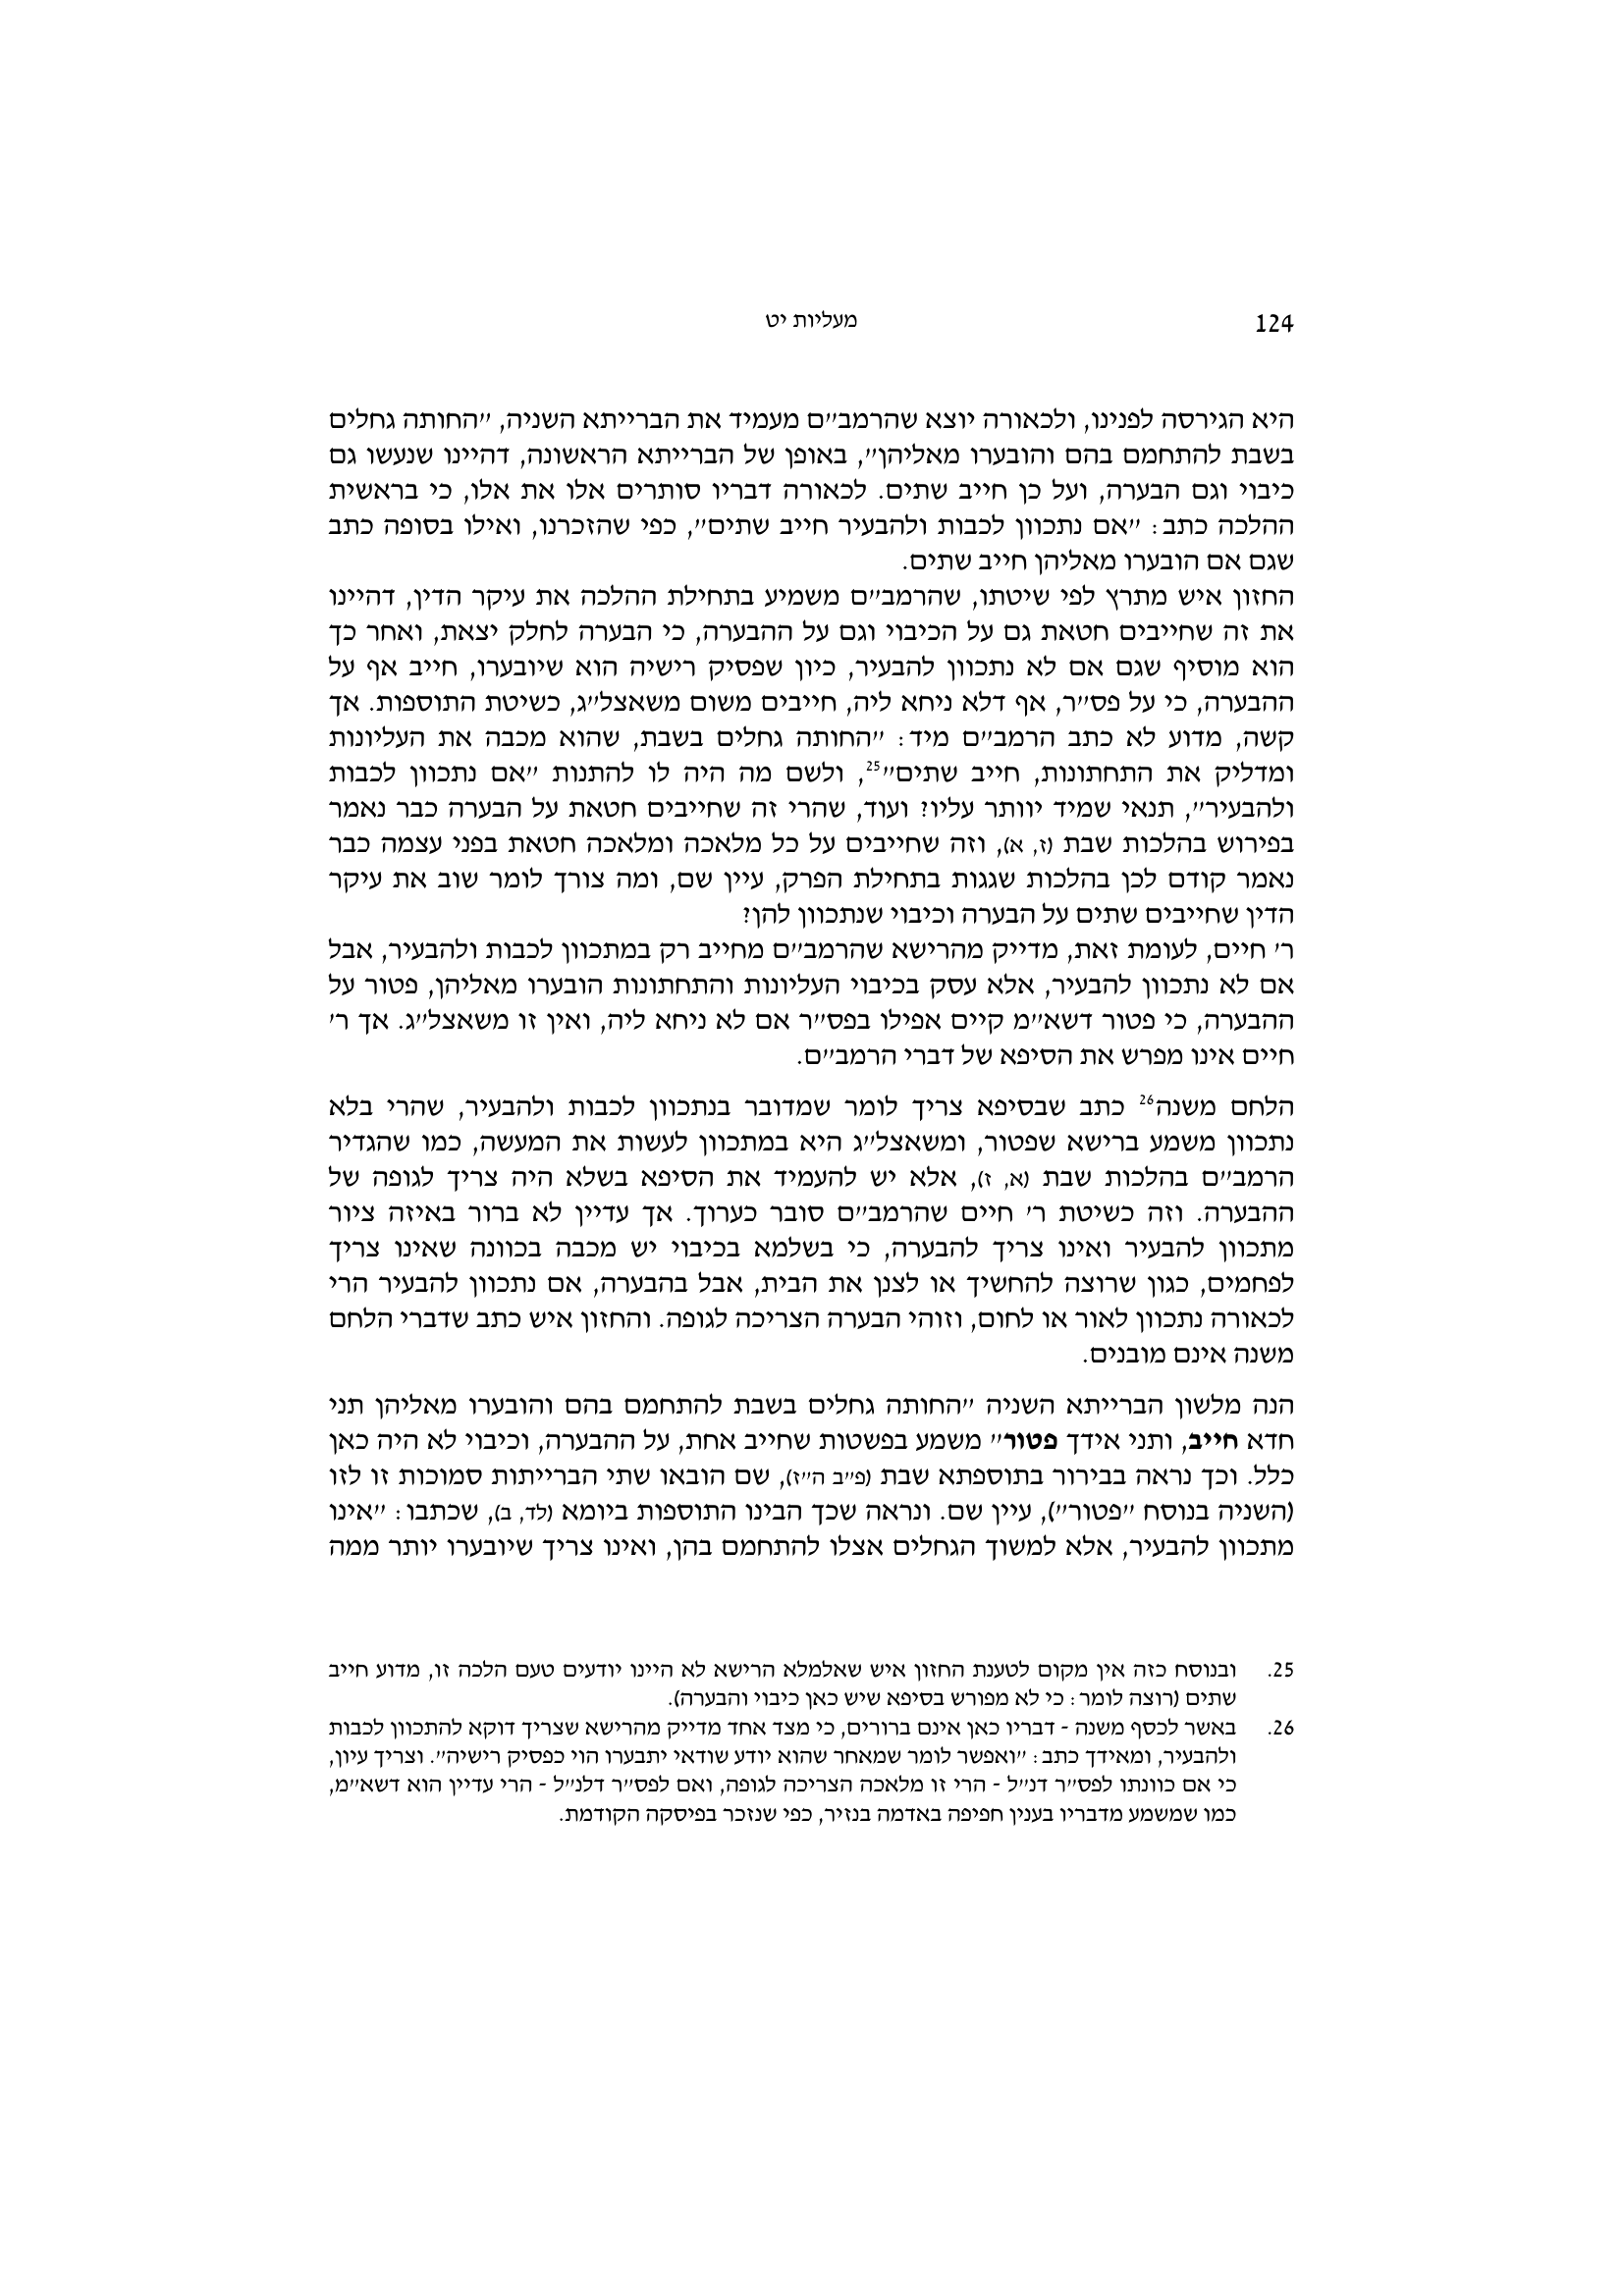 124
מעליות יט
היא הגירסה לפנינו, ולכאורה יוצא שהרמב״ם מעמיד את הברייתא השניה, ״החותה גחלים
בשבת להתחמם בהם והובערו מאליהן״, באופן של הברייתא הראשונה, דהיינו שנעשו גם
כיבוי וגם הבערה, ועל כן חייב שתים. לכאורה דבריו סותרים אלו את אלו, כי בראשית
ההלכה כתב: ״אם נתכוון לכבות ולהבעיר חייב שתים״, כפי שהזכרנו, ואילו בסופה כתב
שגם אם הובערו מאליהן חייב שתים.
החזון איש מתרץ לפי שיטתו, שהרמב״ם משמיע בתחילת ההלכה את עיקר הדין, דהיינו
את זה שחייבים חטאת גם על הכיבוי וגם על ההבערה, כי הבערה לחלק יצאת, ואחר כך
הוא מוסיף שגם אם לא נתכוון להבעיר, כיון שפסיק רישיה הוא שיובערו, חייב אף על
ההבערה, כי על פס״ר, אף דלא ניחא ליה, חייבים משום משאצל״ג, כשיטת התוספות. אך
קשה, מדוע לא כתב הרמב״ם מיד: ״החותה גחלים בשבת, שהוא מכבה את העליונות
ומדליק את התחתונות, חייב שתים״25, ולשם מה היה לו להתנות ״אם נתכוון לכבות
ולהבעיר״, תנאי שמיד יוותר עליו? ועוד, שהרי זה שחייבים חטאת על הבערה כבר נאמר
בפירוש בהלכות שבת (ז, א), וזה שחייבים על כל מלאכה ומלאכה חטאת בפני עצמה כבר
נאמר קודם לכן בהלכות שגגות בתחילת הפרק, עיין שם, ומה צורך לומר שוב את עיקר
הדין שחייבים שתים על הבערה וכיבוי שנתכוון להן?
ר׳ חיים, לעומת זאת, מדייק מהרישא שהרמב״ם מחייב רק במתכוון לכבות ולהבעיר, אבל
אם לא נתכוון להבעיר, אלא עסק בכיבוי העליונות והתחתונות הובערו מאליהן, פטור על
ההבערה, כי פטור דשא״מ קיים אפילו בפס״ר אם לא ניחא ליה, ואין זו משאצל״ג. אך ר׳
חיים אינו מפרש את הסיפא של דברי הרמב״ם.
הלחם משנה26 כתב שבסיפא צריך לומר שמדובר בנתכוון לכבות ולהבעיר, שהרי בלא
נתכוון משמע ברישא שפטור, ומשאצל״ג היא במתכוון לעשות את המעשה, כמו שהגדיר
הרמב״ם בהלכות שבת (א, ז), אלא יש להעמיד את הסיפא בשלא היה צריך לגופה של
ההבערה. וזה כשיטת ר׳ חיים שהרמב״ם סובר כערוך. אך עדיין לא ברור באיזה ציור
מתכוון להבעיר ואינו צריך להבערה, כי בשלמא בכיבוי יש מכבה בכוונה שאינו צריך
לפחמים, כגון שרוצה להחשיך או לצנן את הבית, אבל בהבערה, אם נתכוון להבעיר הרי
לכאורה נתכוון לאור או לחום, וזוהי הבערה הצריכה לגופה. והחזון איש כתב שדברי הלחם
משנה אינם מובנים.
הנה מלשון הברייתא השניה ״החותה גחלים בשבת להתחמם בהם והובערו מאליהן תני
חדא חייב, ותני אידך פטור״ משמע בפשטות שחייב אחת, על ההבערה, וכיבוי לא היה כאן
כלל. וכך נראה בבירור בתוספתא שבת (פ״ב ה״ז), שם הובאו שתי הברייתות סמוכות זו לזו
(השניה בנוסח ״פטור״), עיין שם. ונראה שכך הבינו התוספות ביומא (לד, ב), שכתבו: ״אינו
מתכוון להבעיר, אלא למשוך הגחלים אצלו להתחמם בהן, ואינו צריך שיובערו יותר ממה
25. ובנוסח כזה אין מקום לטענת החזון איש שאלמלא הרישא לא היינו יודעים טעם הלכה זו, מדוע חייב
שתים (רוצה לומר: כי לא מפורש בסיפא שיש כאן כיבוי והבערה).
26. באשר לכסף משנה - דבריו כאן אינם ברורים, כי מצד אחד מדייק מהרישא שצריך דוקא להתכוון לכבות
ולהבעיר, ומאידך כתב: ״ואפשר לומר שמאחר שהוא יודע שודאי יתבערו הוי כפסיק רישיה״. וצריך עיון,
כי אם כוונתו לפס״ר דנ״ל - הרי זו מלאכה הצריכה לגופה, ואם לפס״ר דלנ״ל - הרי עדיין הוא דשא״מ,
כמו שמשמע מדבריו בענין חפיפה באדמה בנזיר, כפי שנזכר בפיסקה הקודמת.